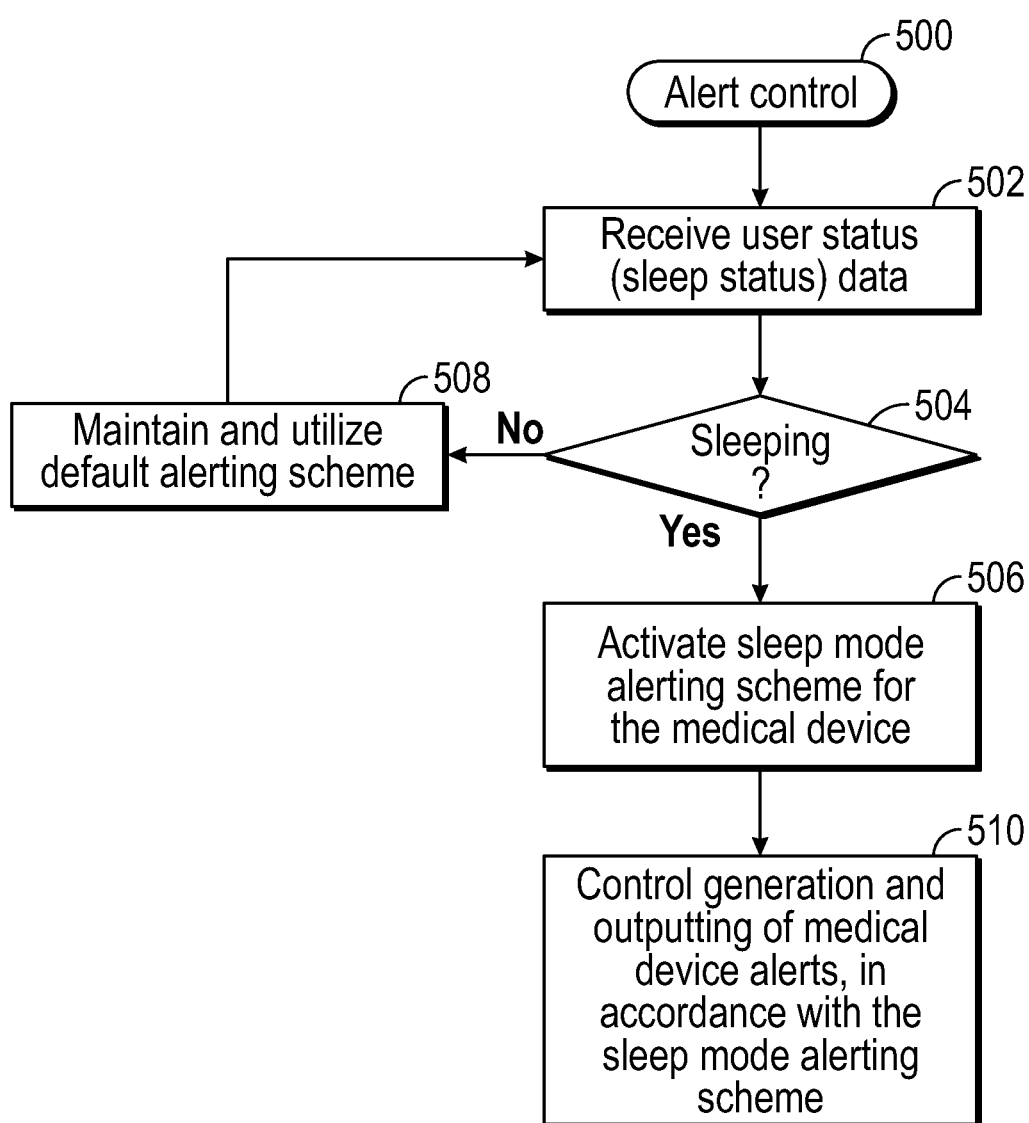 500
Alert control
502
Receive user status
(sleep status) data
508
Maintain and utilize
default alerting scheme
No
504
Sleeping
?
Yes
506
Activate sleep mode
alerting scheme for
the medical device
510
Control generation and
outputting of medical
device alerts, in
accordance with the
sleep mode alerting
scheme